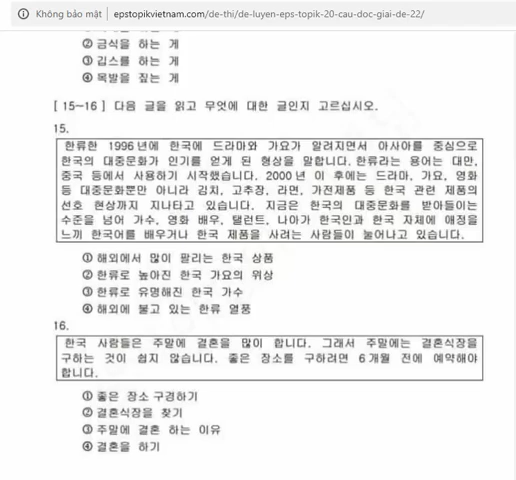 Không bảo mật | epstopikvietnam.com/de-thi/de-luyen-eps-topik-20-cau-doc-giai-de-22/
② 금식을 하는 게
③ 깁스를 하는 게
④ 목발을 짚는 게
[ 15~16 ] 다음 글을 읽고 무엇에 대한 글인지 고르십시오.
15.
한류한 1996년에 한국에 드라마와 가요가 알려지면서 아사아를 중심으로
한국의 대중문화가 인기를 얻게 된 형상을 말합니다. 한류라는 용어는 대만,
중국 등에서 사용하기 시작했습니다. 2000년 이 후에는 드라마, 가요, 영화
등 대중문화뿐만 아니라 김치, 고추장, 라면, 가전제품 등 한국 관련 제품의
선호 현상까지 지나타고 있습니다. 지금은 한국의 대중문화를 받아들이는
수준을 넘어 가수, 영화 배우, 탤런트, 나아가 한국인과 한국 자체에 애정을
느끼 한국어를 배우거나 한국 제품을 사려는 사람들이 눌어나고 있습니다.
① 해외에서 많이 팔리는 한국 상품
② 한류로 높아진 한국 가요의 위상
③ 한류로 유명해진 한국 가수
④ 해외에 불고 있는 한류 열풍
16.
한국 사람들은 주말에 결혼을 많이 합니다. 그래서 주말에는 결혼식장을
구하는 것이 쉽지 않습니다. 좋은 장소를 구하려면 6개월 전에 예약해야
합니다.
① 좋은 장소 구경하기
② 결혼식장을 찾기
③ 주말에 결혼 하는 이유
④ 결혼을 하기